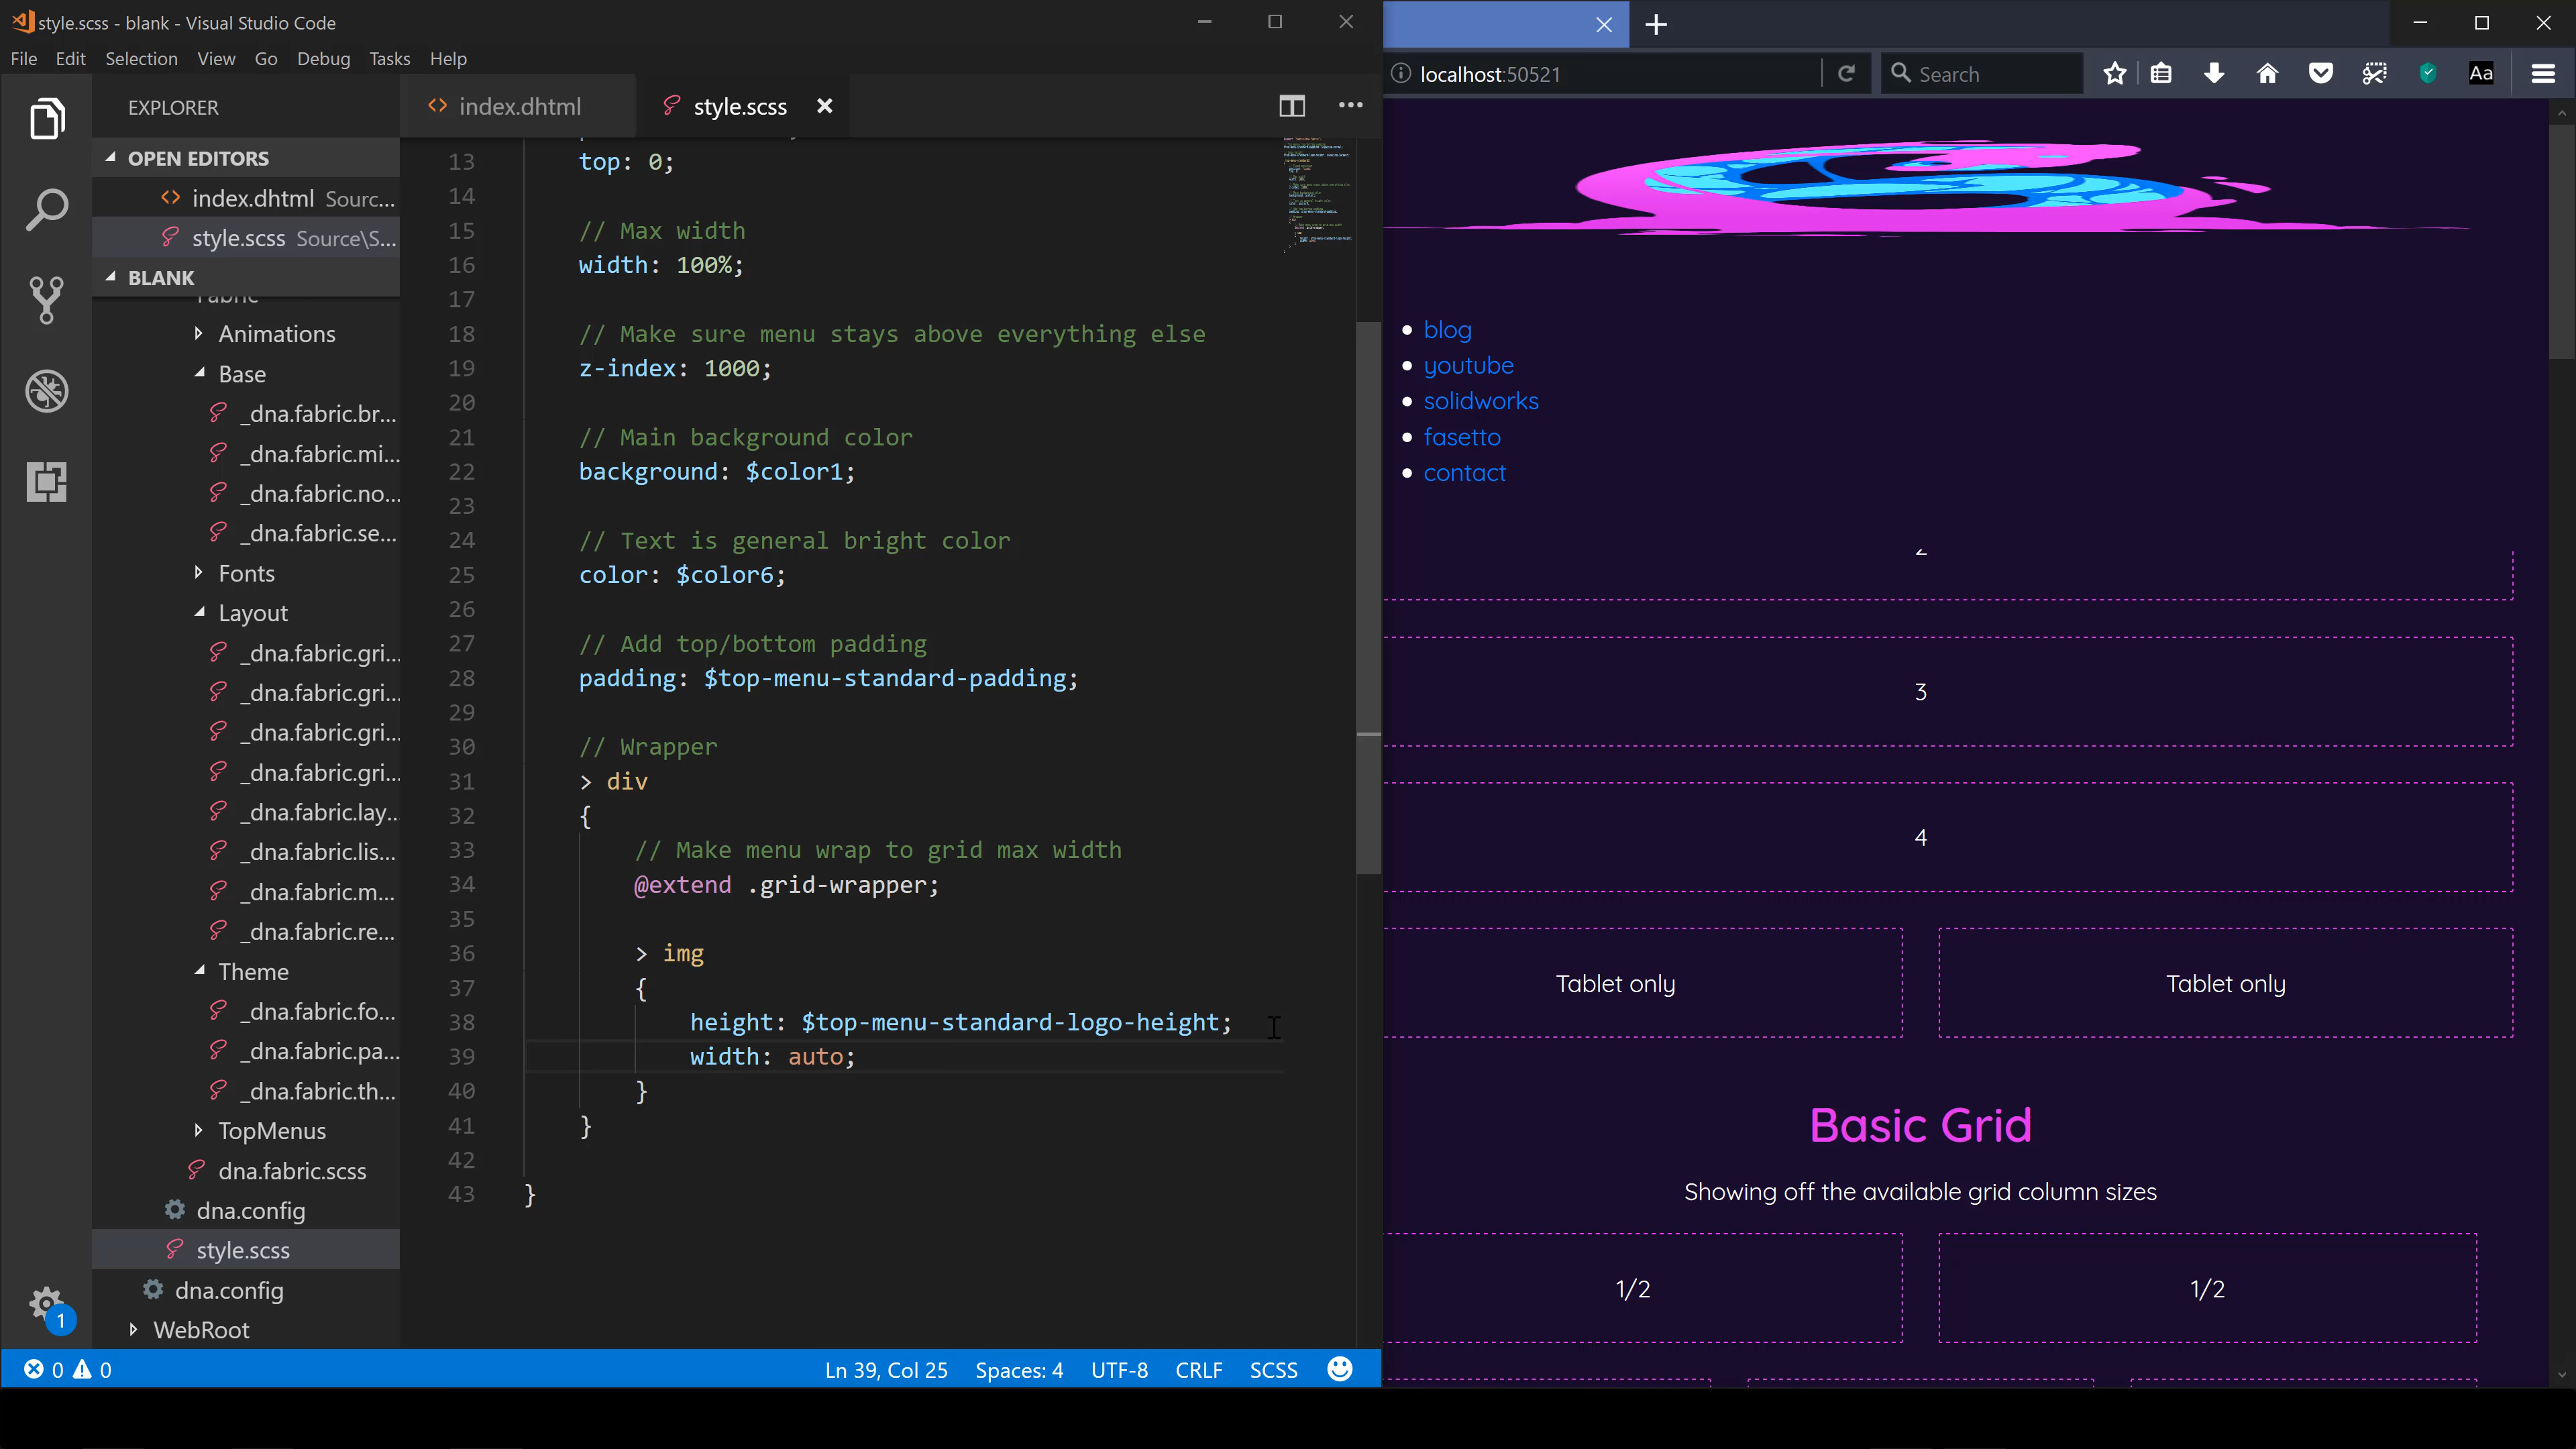 style.scss - blank - Visual Studio Code
File Edit Selection View Go Debug Tasks Help
EXPLORER
OPEN EDITORS
index.dhtml Sourc...
style.scss Source\S...
BLANK
Fabric
Animations
Base
_dna.fabric.br...
_dna.fabric.mi...
_dna.fabric.no...
_dna.fabric.se...
Fonts
Layout
_dna.fabric.gri...
_dna.fabric.gri...
_dna.fabric.gri...
_dna.fabric.gri...
_dna.fabric.lay...
_dna.fabric.lis...
_dna.fabric.m...
_dna.fabric.re...
Theme
_dna.fabric.fo...
_dna.fabric.pa...
_dna.fabric.th...
TopMenus
dna.fabric.scss
dna.config
style.scss
dna.config
WebRoot
1
index.dhtml style.scss
13 top: 0;
14
15 // Max width
16 width: 100%;
17
18 // Make sure menu stays above everything else
19 z-index: 1000;
20
21 // Main background color
22 background: $color1;
23
24 // Text is general bright color
25 color: $color6;
26
27 // Add top/bottom padding
28 padding: $top-menu-standard-padding;
29
30 // Wrapper
31 > div
32 {
33 // Make menu wrap to grid max width
34 @extend .grid-wrapper;
35
36 > img
37 {
38 height: $top-menu-standard-logo-height;
39 width: auto;
40 }
41 }
42
43 }
0 0 Ln 39, Col 25 Spaces: 4 UTF-8 CRLF SCSS
localhost:50521 Search Aa
blog
youtube
solidworks
fasetto
contact
2
3
4
Tablet only Tablet only
Basic Grid
Showing off the available grid column sizes
1/2 1/2